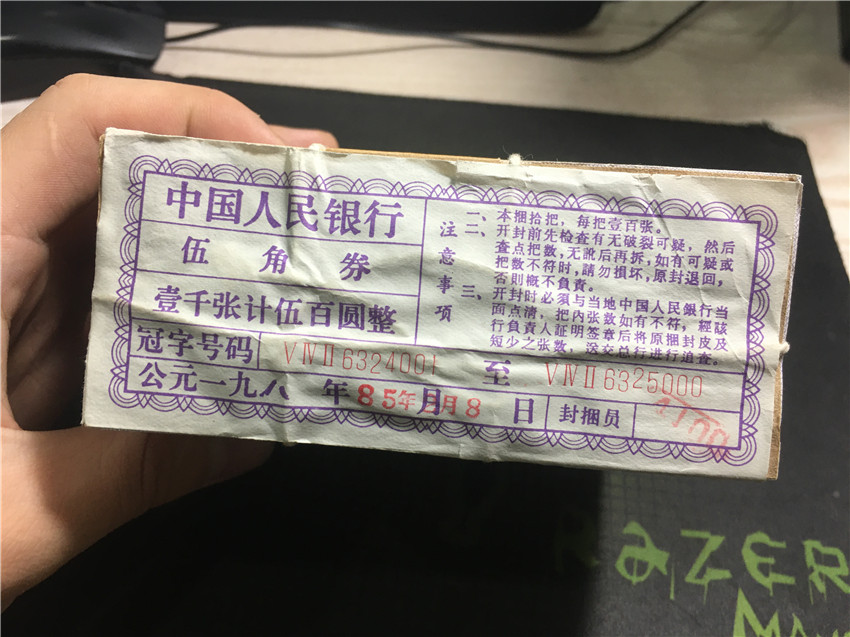 中国人民银行
伍角券
壹千张计伍百圆整
注意事项
一、本捆拾把，每把壹百张。
二、开封前先检查有无破裂可疑，然后
查点把数，无訛后再拆，如有可疑或
把数不符时，請勿損坏，原封退回，
否則概不負責。
三、开封时必须与当地中国人民銀行当
面点清，把内张数如有不符，經該
行負責人証明签章后将原捆封皮及
短少之张数，送交总行进行追查。
冠字号码 VⅣⅡ6324001 至 VⅣⅡ6325000
公元一九八 年 85年 月8 日 封捆员
RAZER